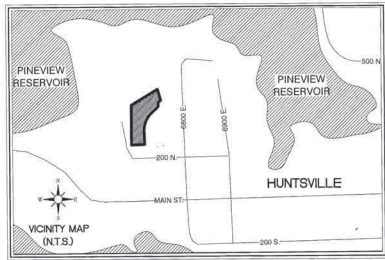 500 N
PINEVIEW
RESERVOIR
PINEVIEW
RESERVOIR
6800 E
6900 E
200 N.
HUNTSVILLE
N
W
E
S
MAIN ST.
VICINITY MAP
(N.T.S.)
200 S.